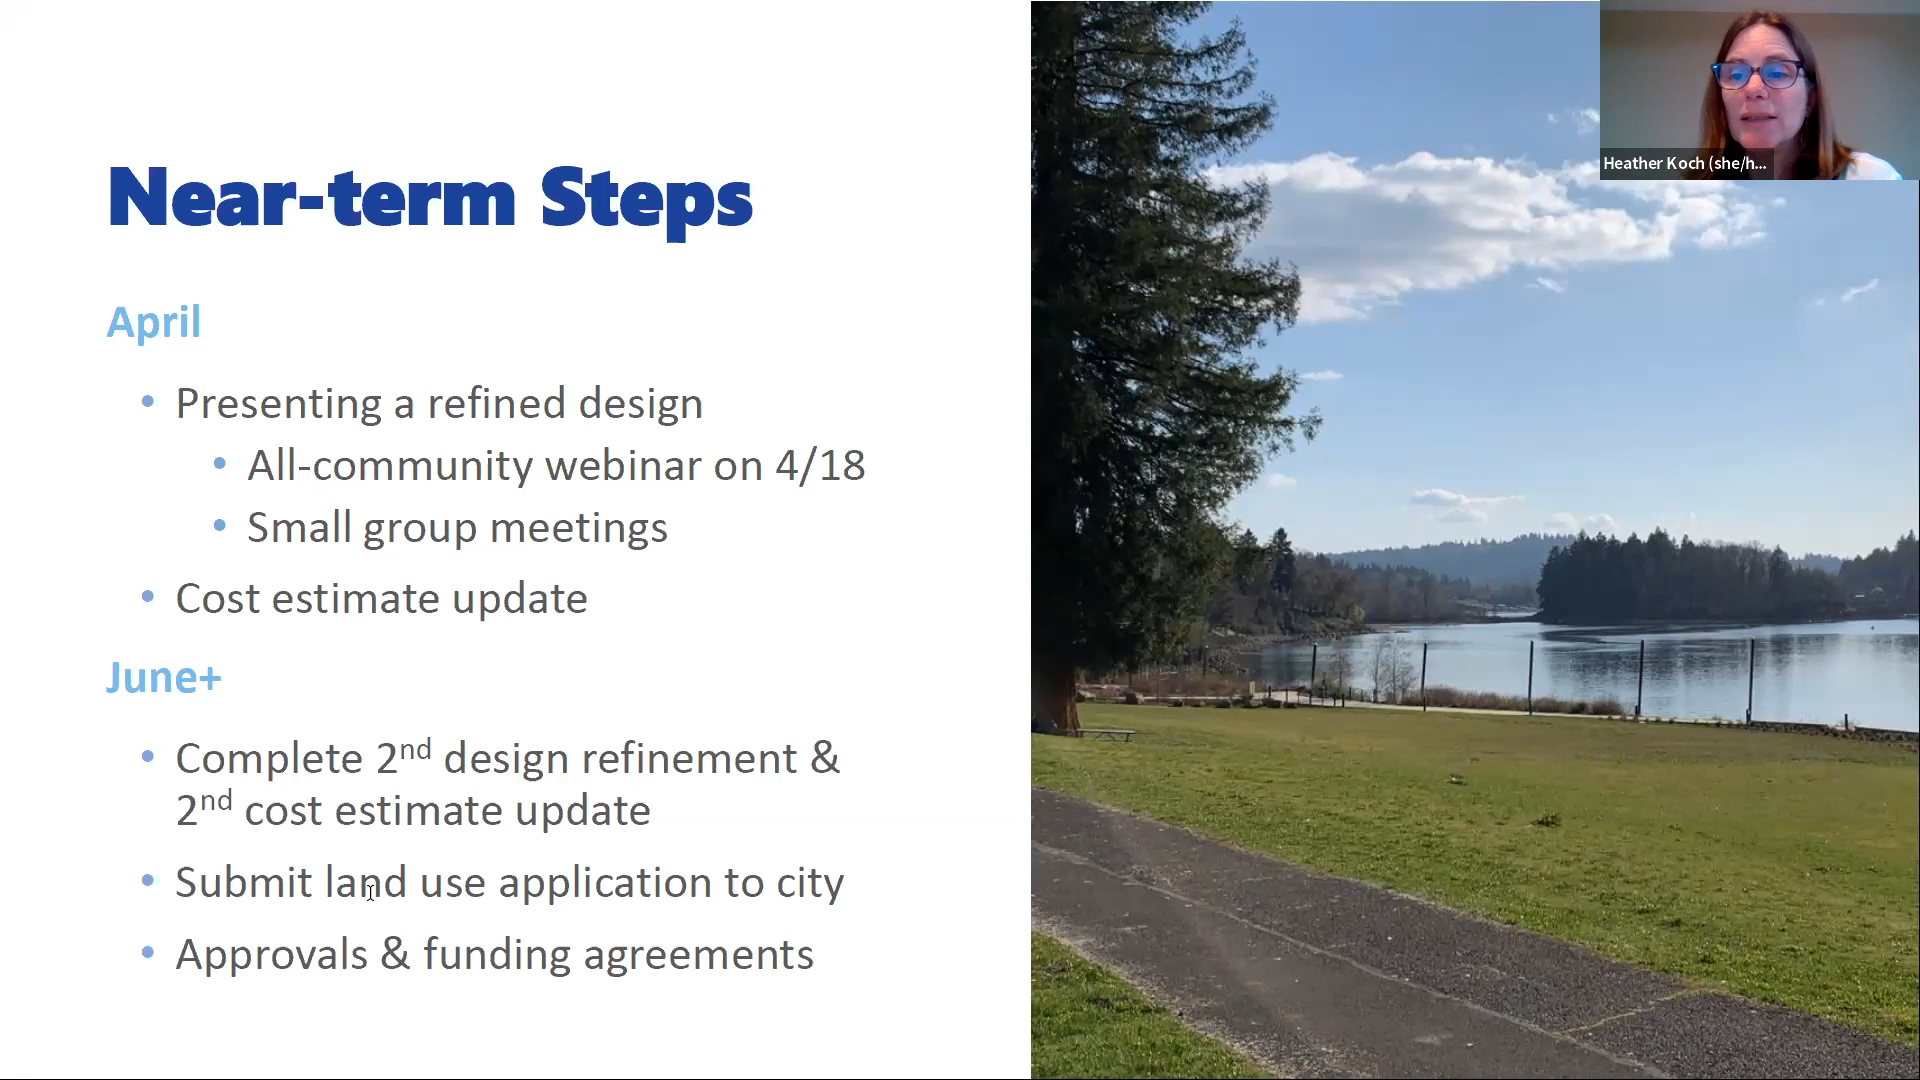 Near-term Steps
April
• Presenting a refined design
• All-community webinar on 4/18
• Small group meetings
• Cost estimate update
June+
• Complete 2nd design refinement &
2nd cost estimate update
• Submit land use application to city
• Approvals & funding agreements
Heather Koch (she/h...